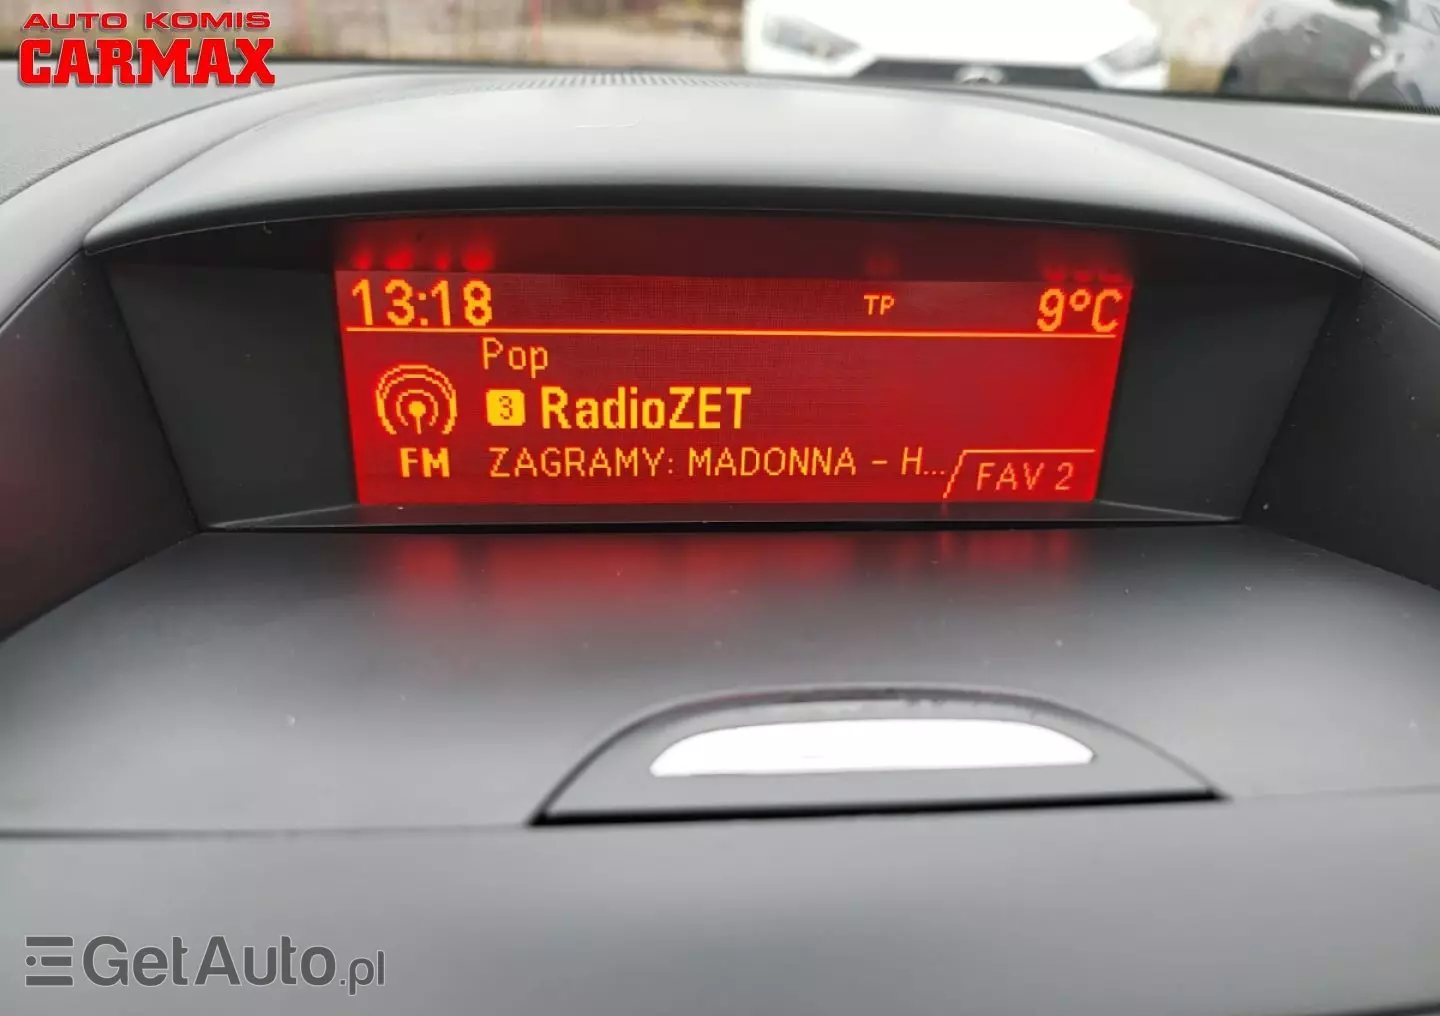 AUTO KOMIS
CARMAX
13:18 TP 9°C
Pop
3 RadioZET
FM ZAGRAMY: MADONNA - H... FAV 2
GetAuto.pl